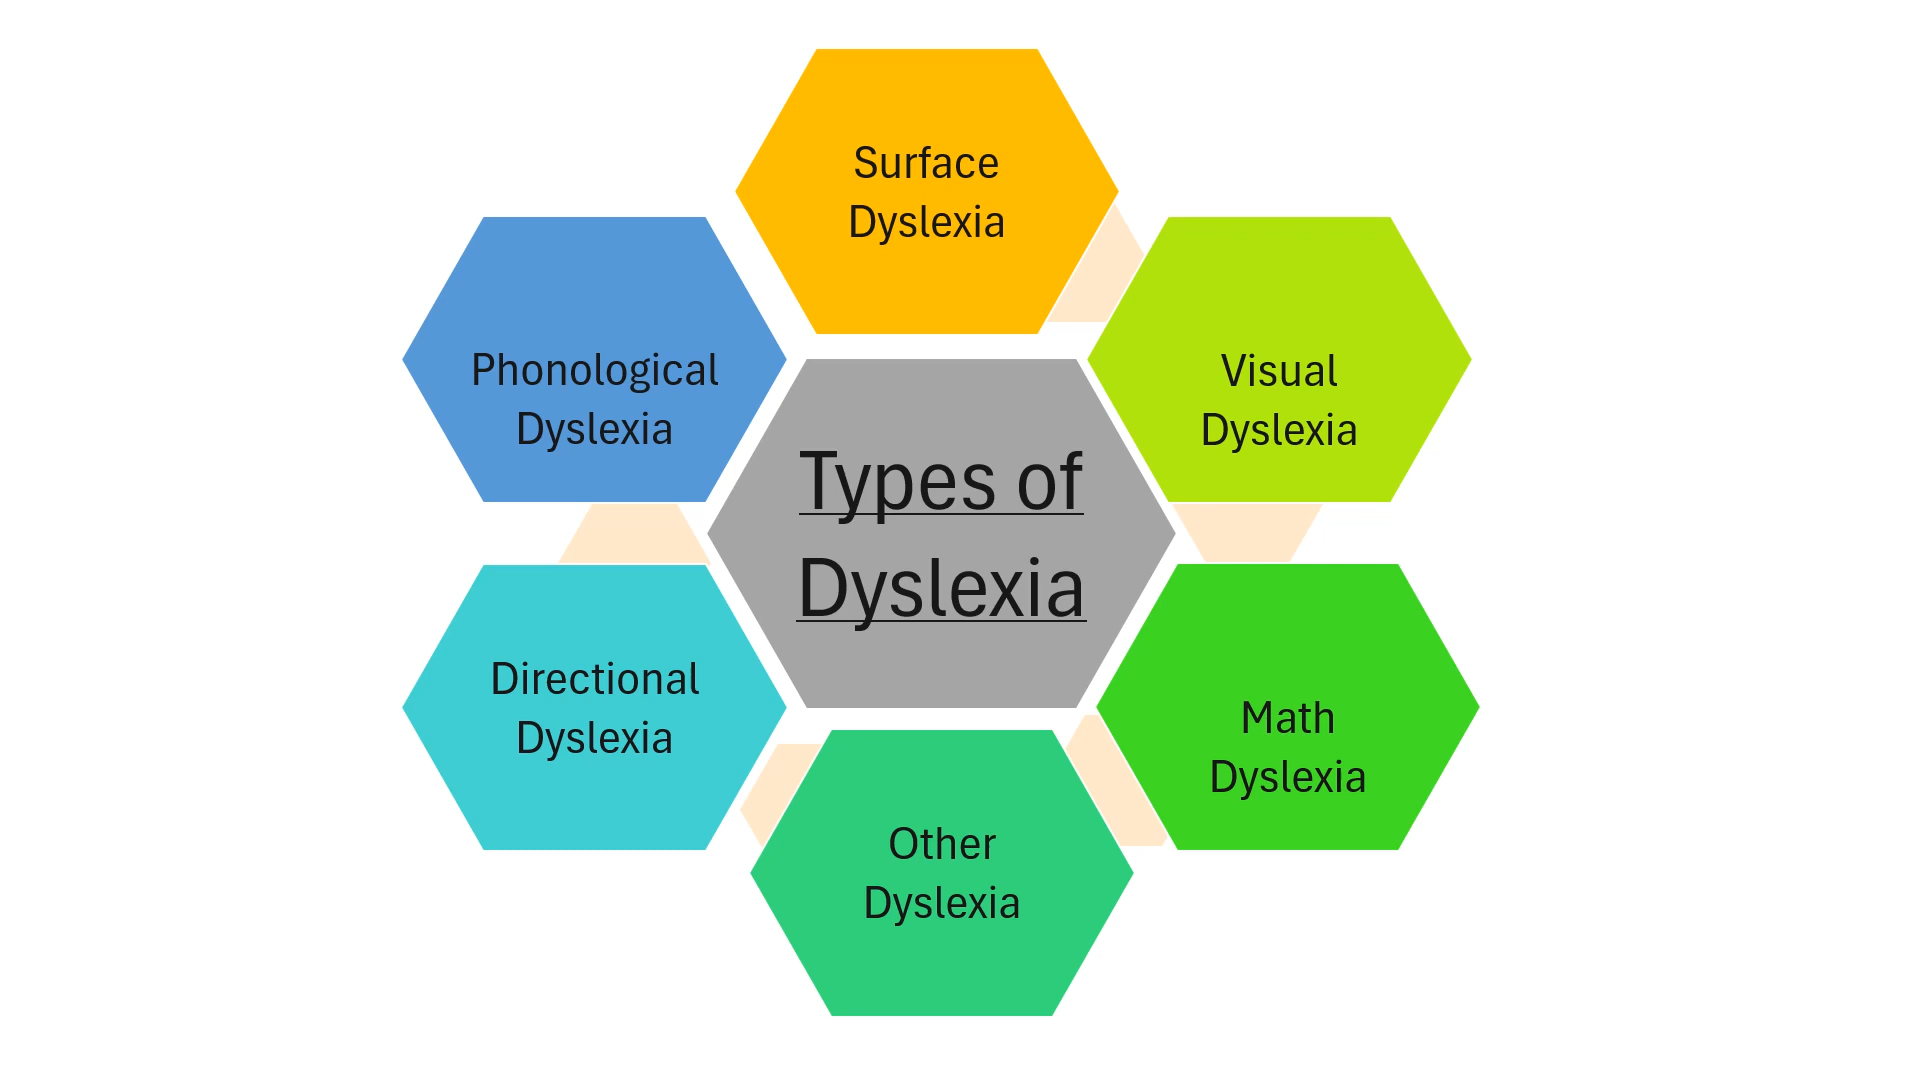 Surface
Dyslexia
Phonological
Dyslexia
Visual
Dyslexia
Types of
Dyslexia
Directional
Dyslexia
Math
Dyslexia
Other
Dyslexia